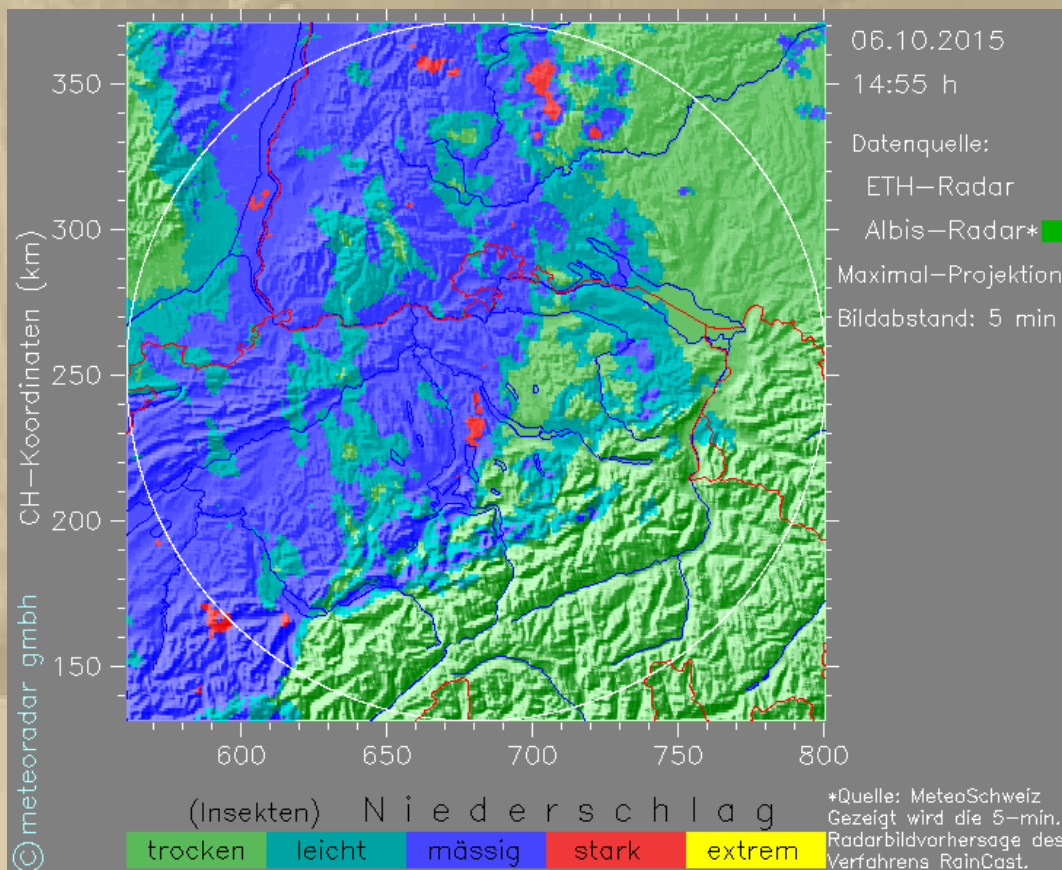 06.10.2015
14:55 h
Datenquelle:
ETH–Radar
Albis–Radar*
Maximal–Projektion
Bildabstand: 5 min
CH–Koordinaten (km)
350
300
250
200
150
600
650
700
750
800
© meteoradar gmbh
(Insekten) Niederschlag
trocken leicht mässig stark extrem
*Quelle: MeteoSchweiz
Gezeigt wird die 5–min.
Radarbildvorhersage des
Verfahrens RainCast.